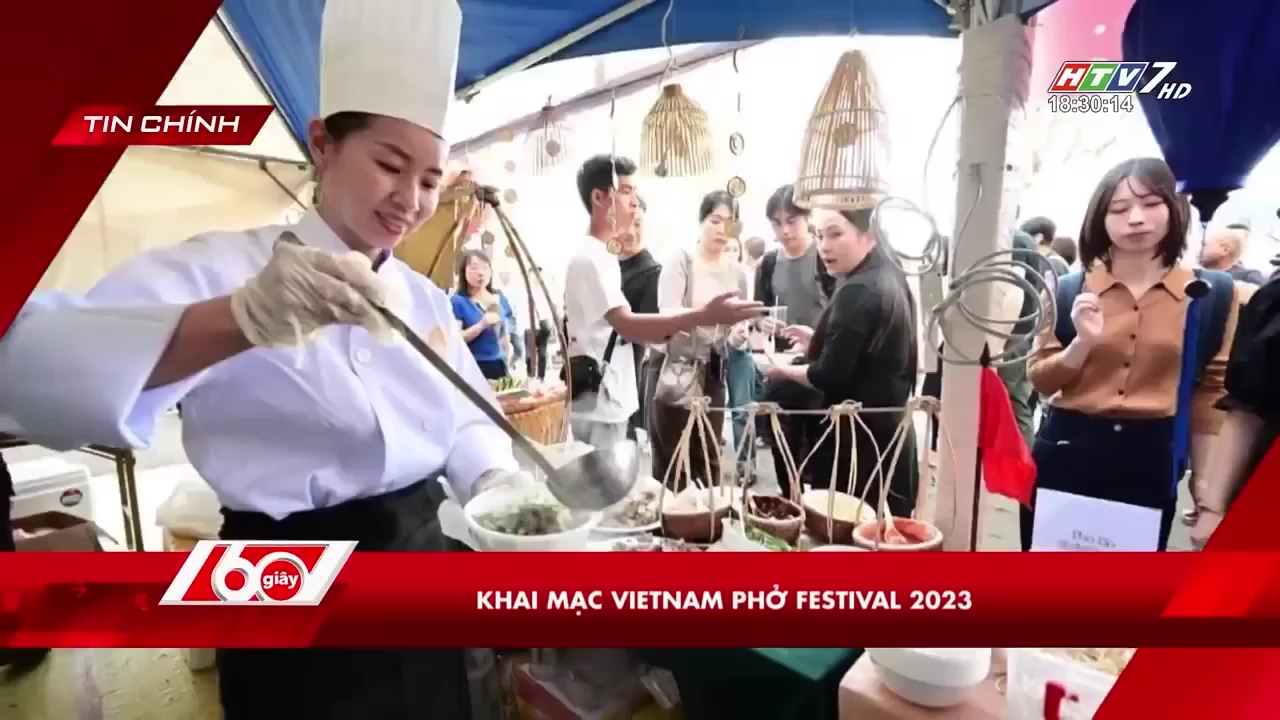 HTV7 HD
18:30:14
TIN CHÍNH
60 giây
KHAI MẠC VIETNAM PHỞ FESTIVAL 2023